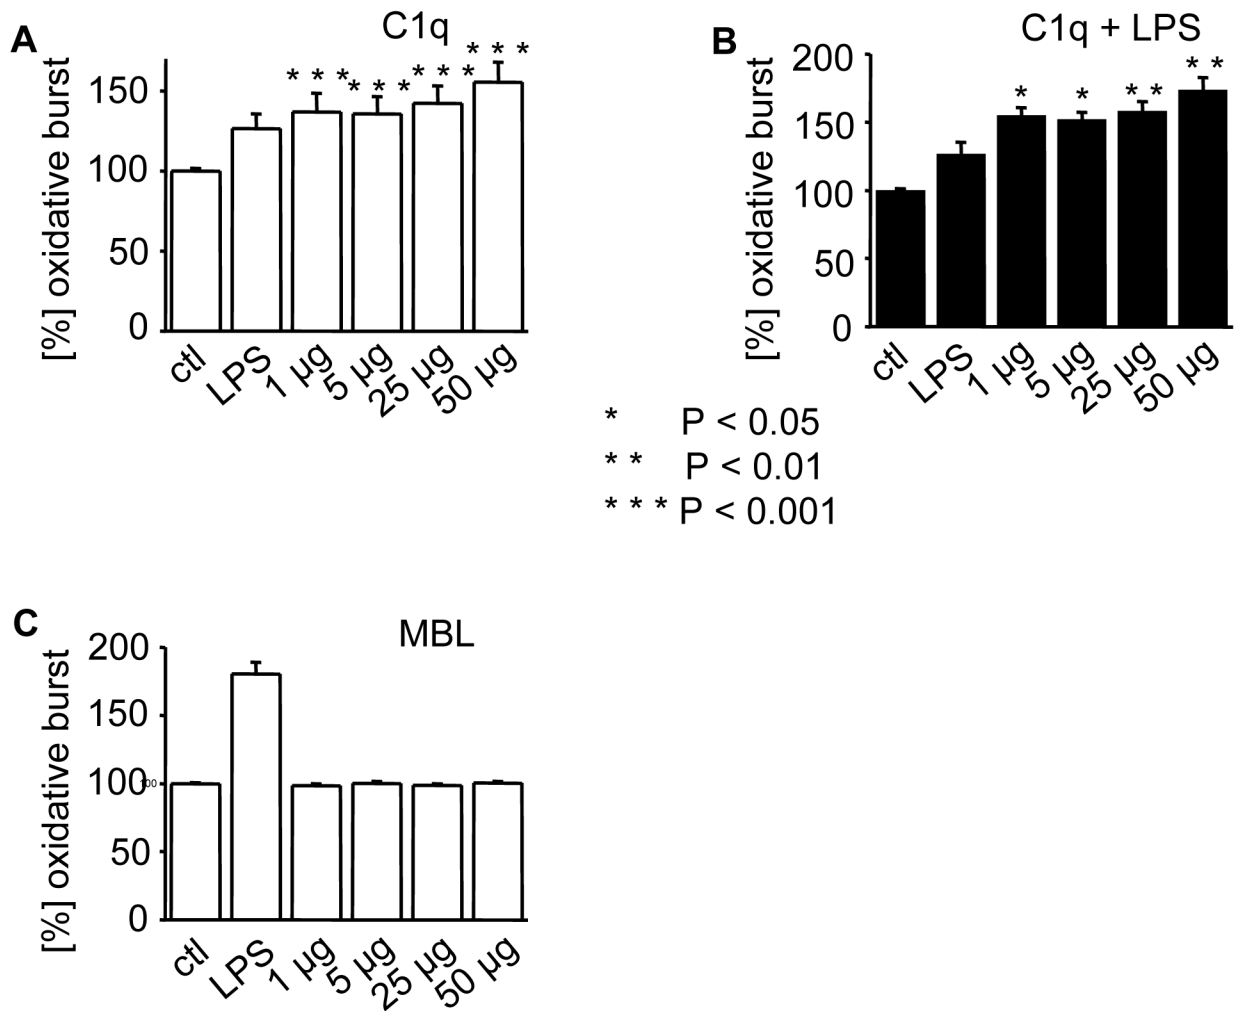 A
C1q
[%] oxidative burst
150
100
50
0
* * *
* * *
* * *
* * *
ctl
LPS
1 µg
5 µg
25 µg
50 µg
B
C1q + LPS
[%] oxidative burst
200
150
100
50
0
*
*
* *
* *
ctl
LPS
1 µg
5 µg
25 µg
50 µg
* P < 0.05
* * P < 0.01
* * * P < 0.001
C
MBL
[%] oxidative burst
200
150
100
100
50
0
ctl
LPS
1 µg
5 µg
25 µg
50 µg